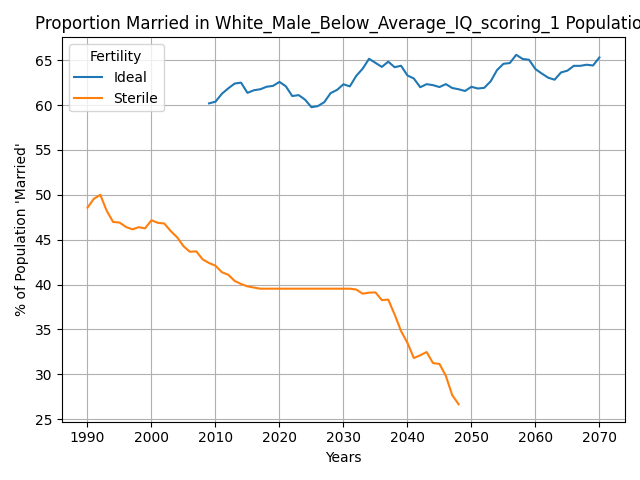 Proportion Married in White_Male_Below_Average_IQ_scoring_1 Populatio
Fertility
Ideal
Sterile
% of Population 'Married'
65
60
55
50
45
40
35
30
25
1990 2000 2010 2020 2030 2040 2050 2060 2070
Years